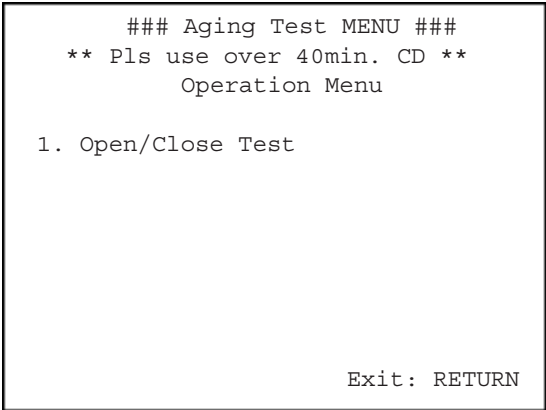 ### Aging Test MENU ###
** Pls use over 40min. CD **
Operation Menu
1. Open/Close Test
Exit: RETURN